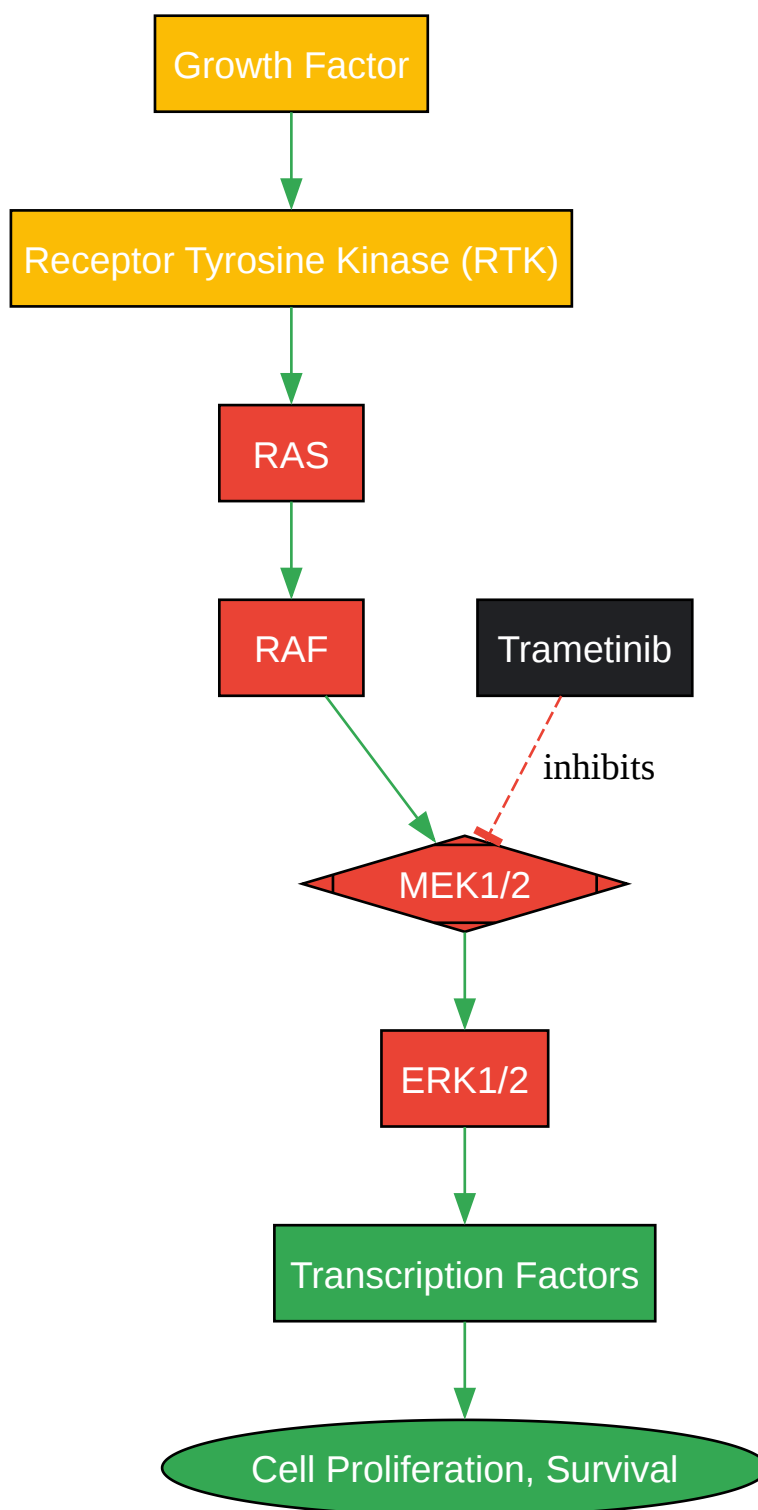 Growth Factor
Receptor Tyrosine Kinase (RTK)
RAS
RAF
Trametinib
inhibits
MEK1/2
ERK1/2
Transcription Factors
Cell Proliferation, Survival